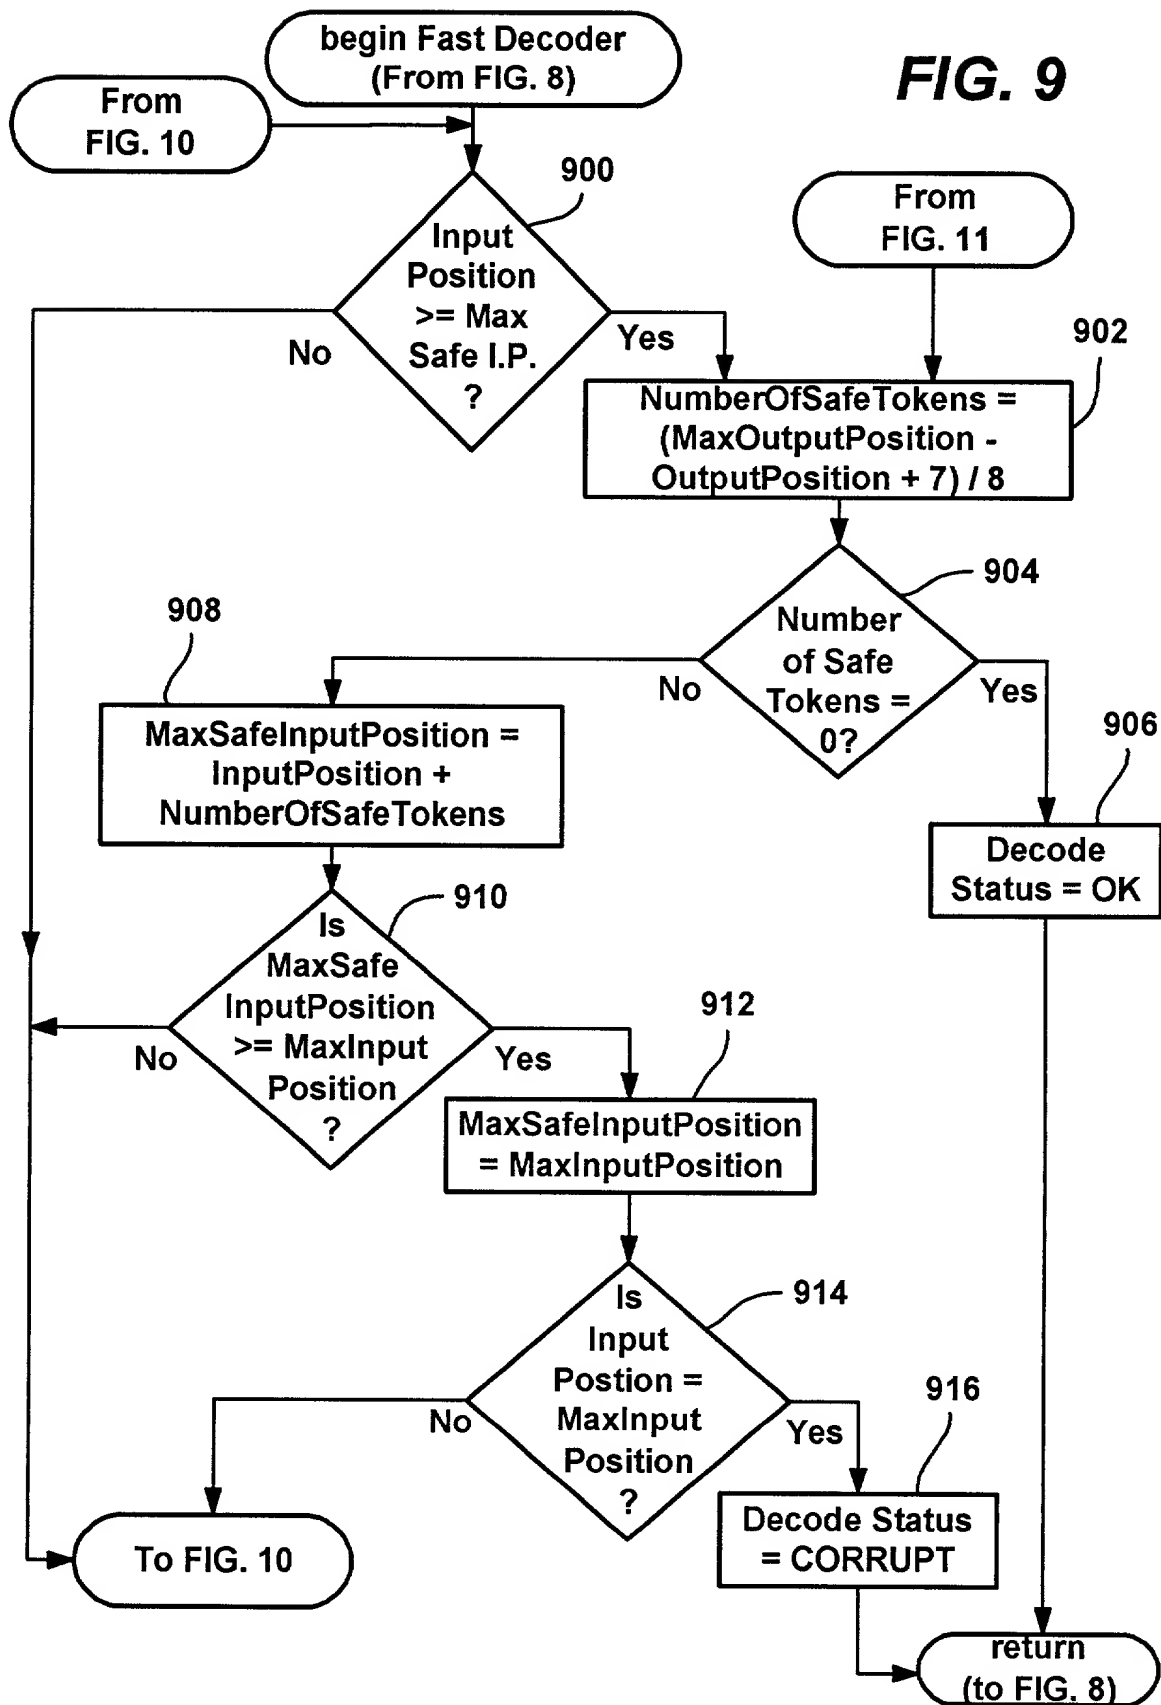 begin Fast Decoder
(From FIG. 8)
FIG. 9
From
FIG. 10
900
Input
Position
>= Max
Safe I.P.
?
No
Yes
From
FIG. 11
902
NumberOfSafeTokens =
(MaxOutputPosition -
OutputPosition + 7) / 8
904
Number
of Safe
Tokens =
0?
No
Yes
908
MaxSafeInputPosition =
InputPosition +
NumberOfSafeTokens
906
Decode
Status = OK
910
Is
MaxSafe
InputPosition
>= MaxInput
Position
?
No
Yes
912
MaxSafeInputPosition
= MaxInputPosition
914
Is
Input
Postion =
MaxInput
Position
?
No
Yes
916
Decode Status
= CORRUPT
To FIG. 10
return
(to FIG. 8)